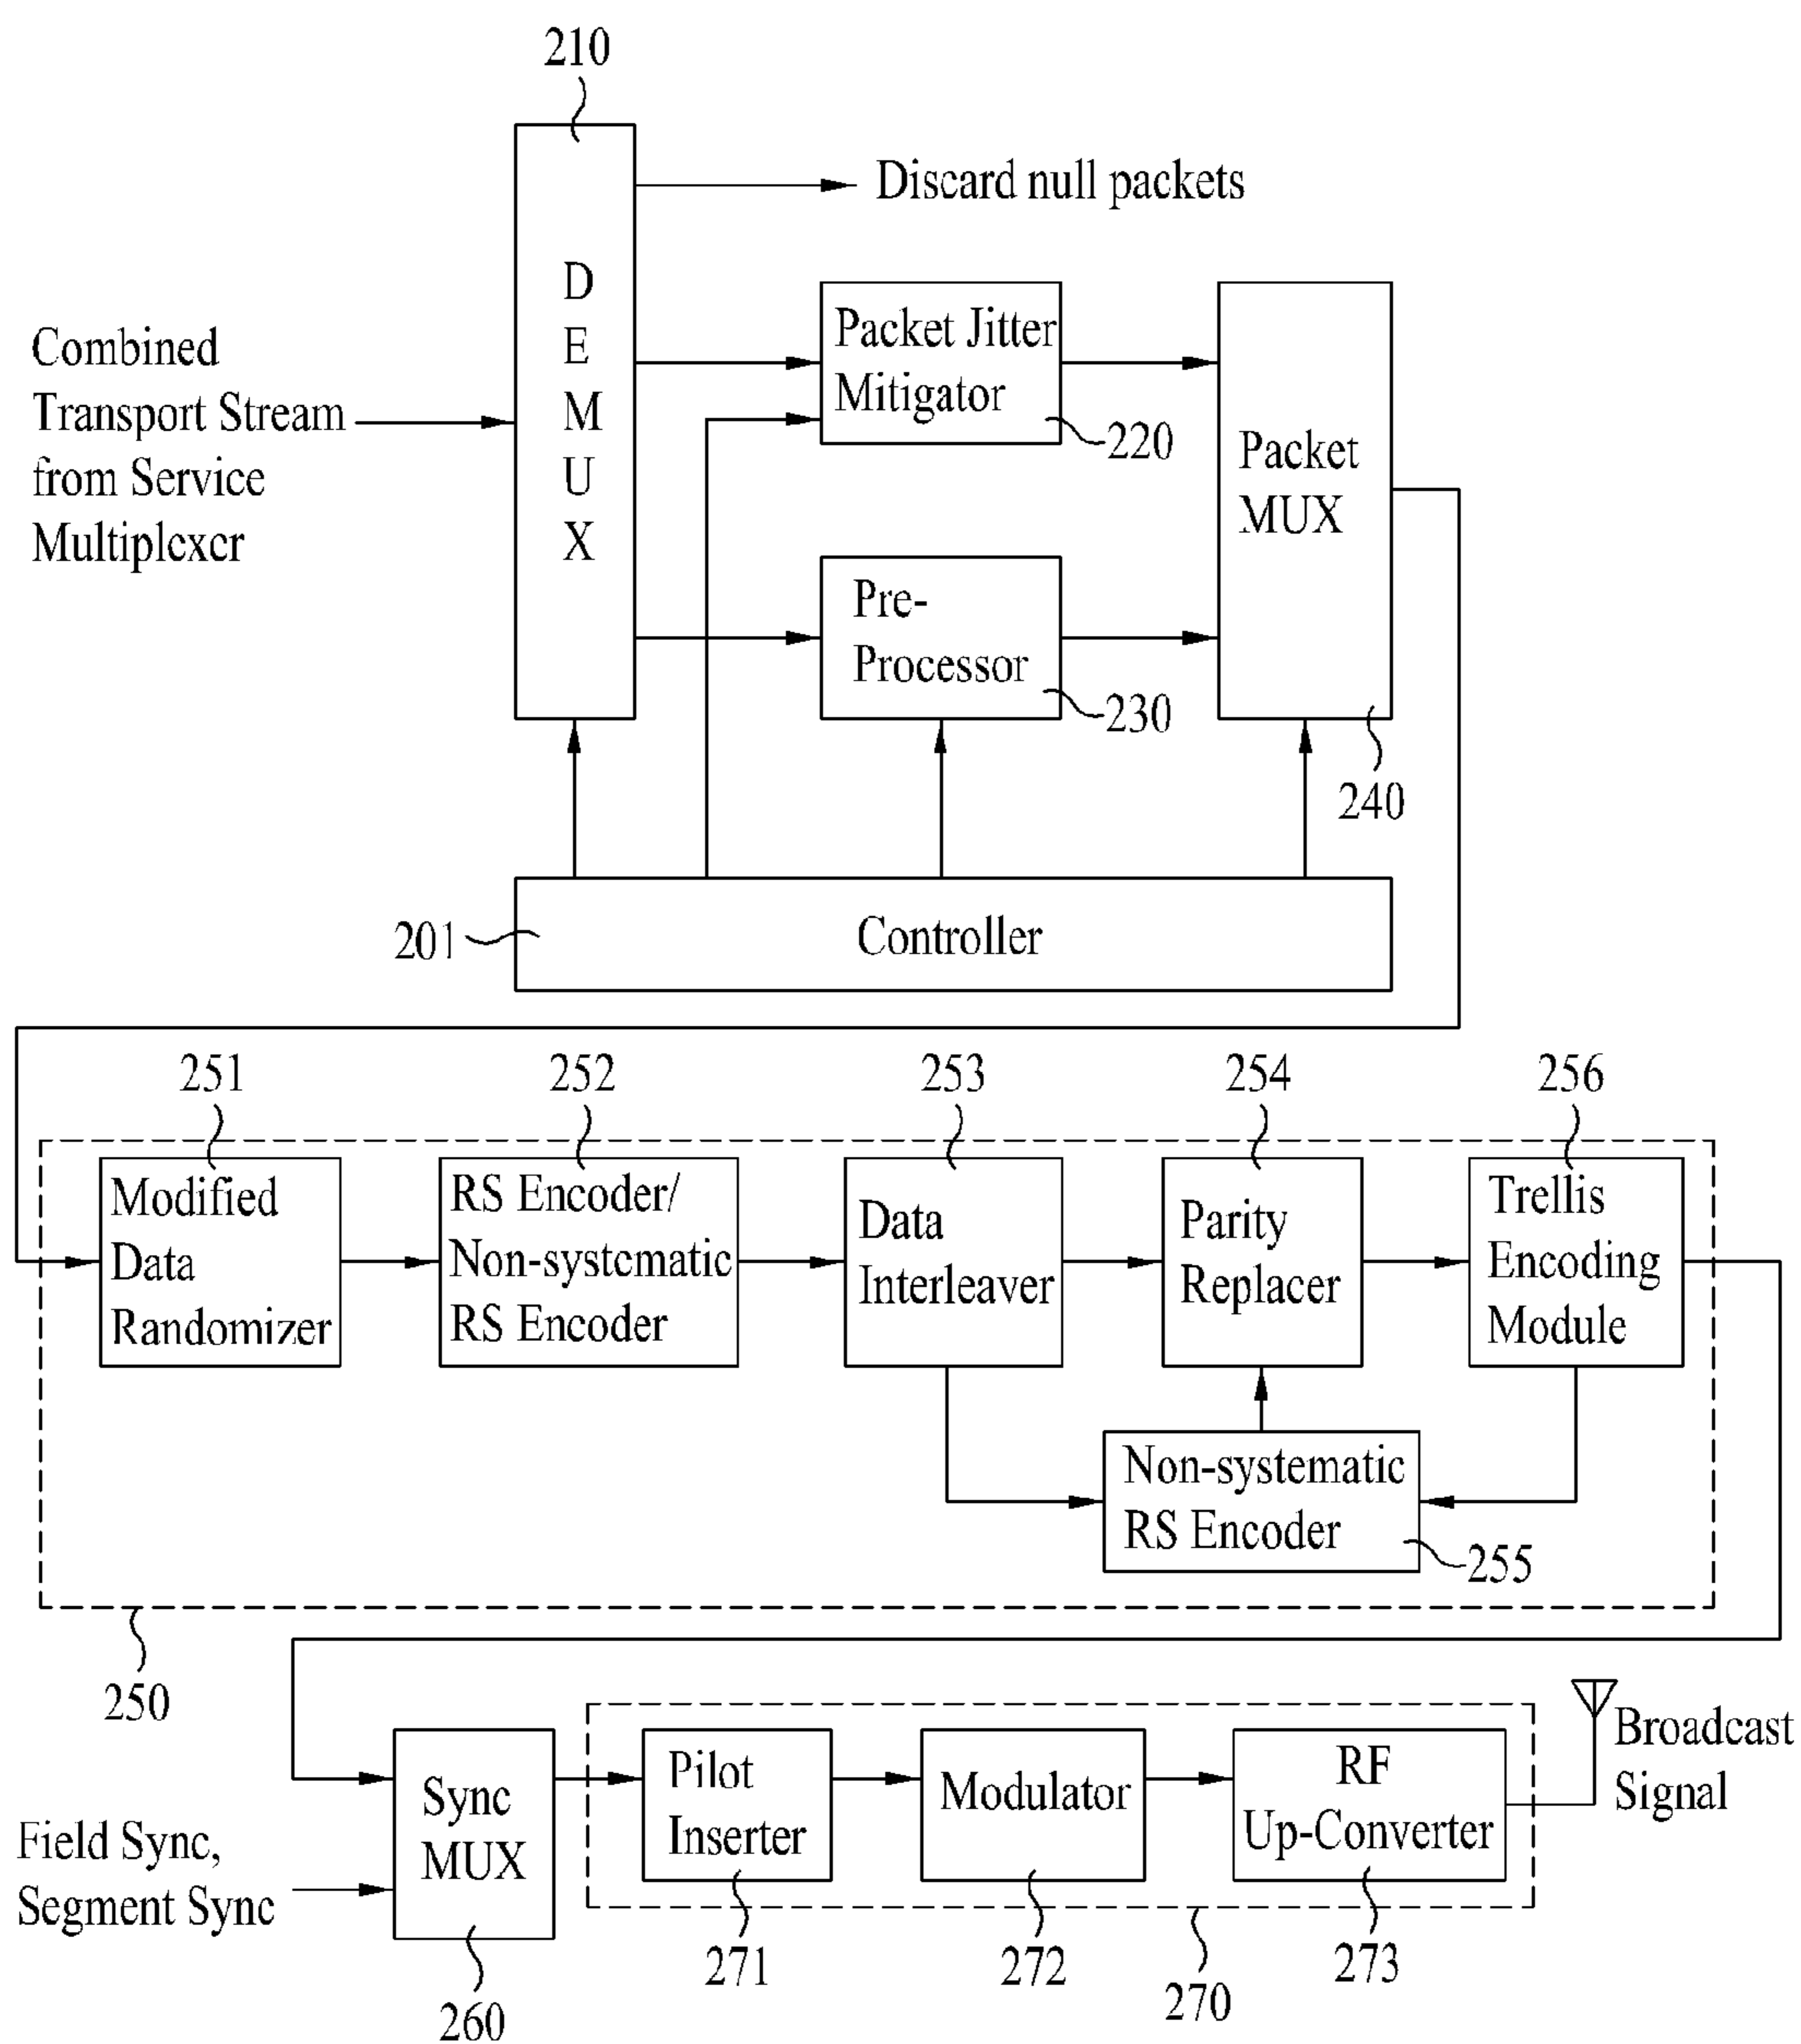 210
Discard null packets
D
E
M
U
X
Combined
Transport Stream
from Service
Multiplcxcr
Packet Jitter
Mitigator
220
Packet
MUX
Pre-
Processor
230
240
201
Controller
251
252
253
254
256
Modified
Data
Randomizer
RS Encoder/
Non-systcmatic
RS Encoder
Data
Interleaver
Parity
Replacer
Trellis
Encoding
Module
Non-systematic
RS Encoder
255
250
Sync
MUX
Pilot
Inserter
Modulator
RF
Up-Converter
Broadcast
Signal
Field Sync,
Segment Sync
260
271
272
273
270